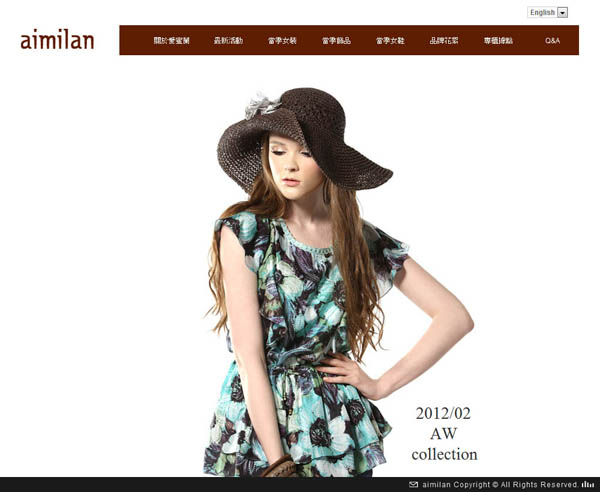 English
aimilan
關於愛蜜蘭 最新活動 當季女裝 當季飾品 當季女鞋 品牌花絮 專櫃據點 Q&A
2012/02
AW
collection
aimilan Copyright © All Rights Reserved.